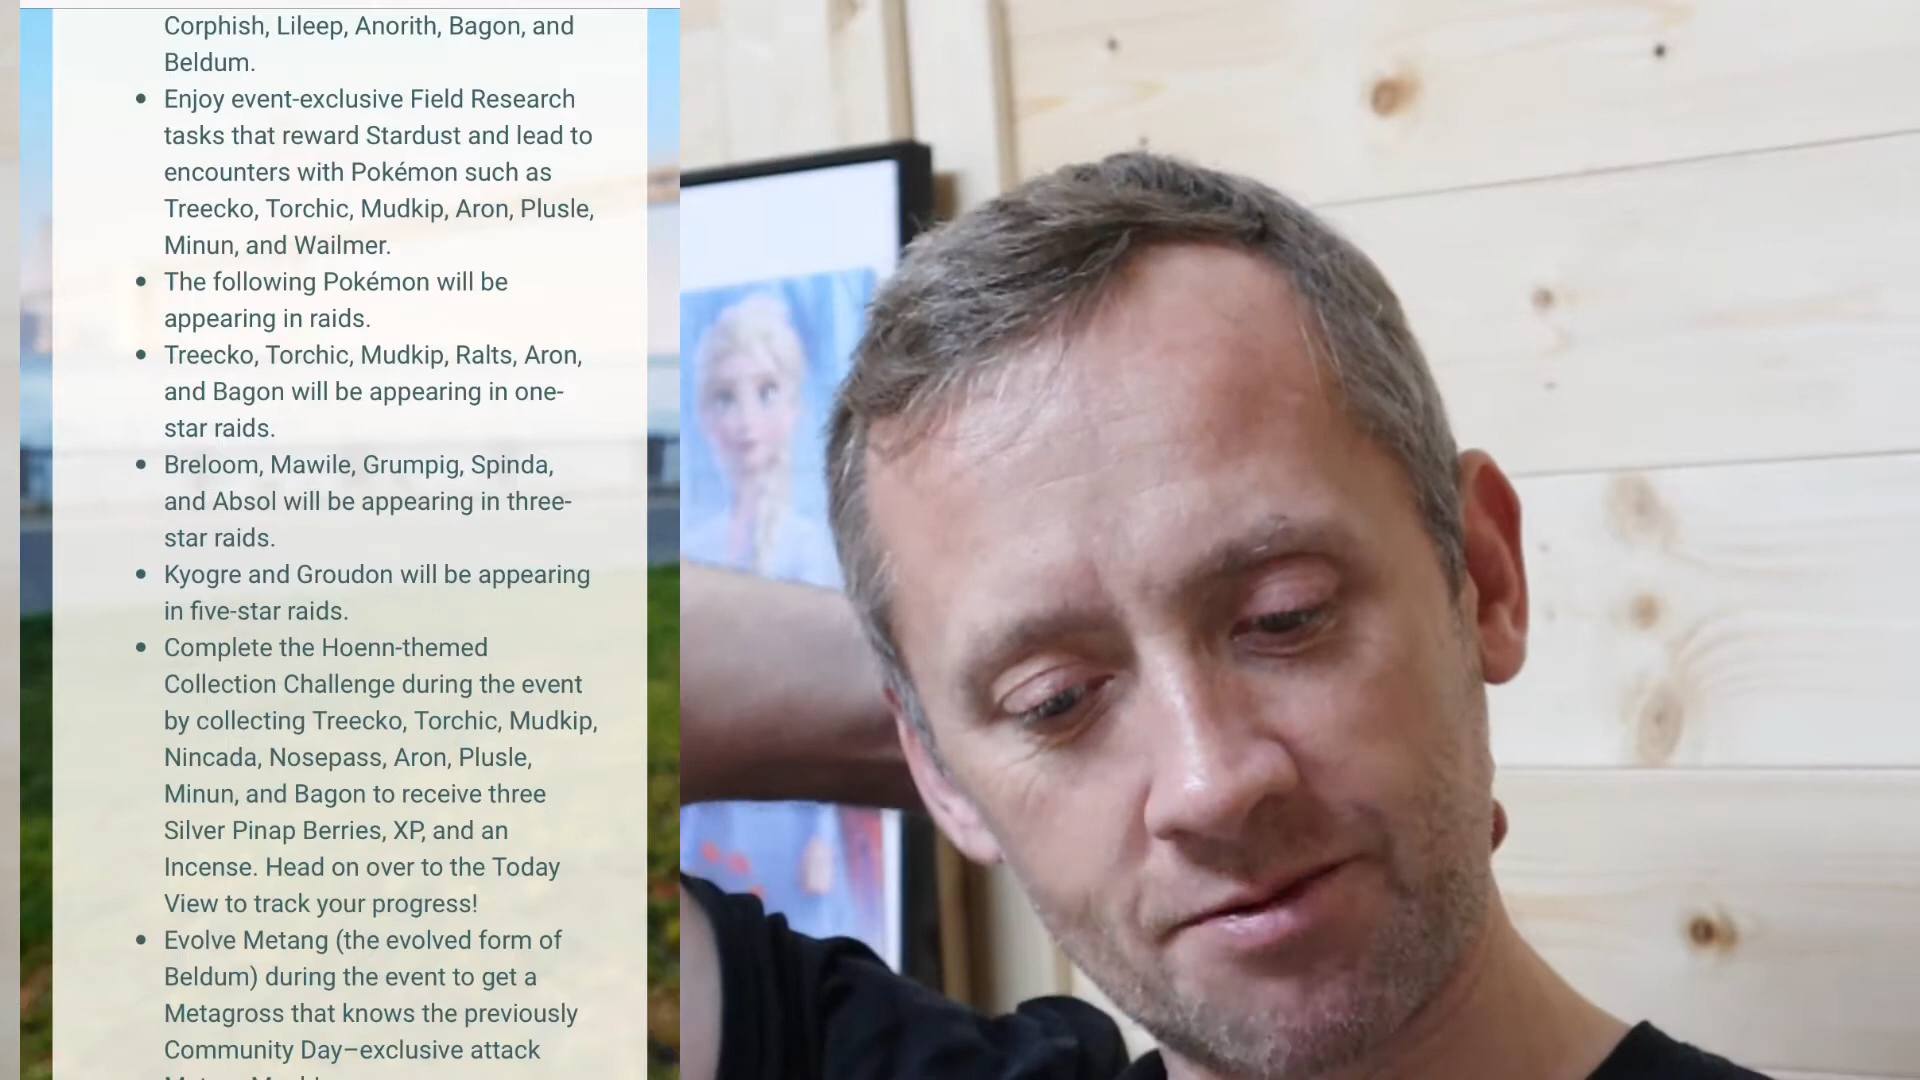 Corphish, Lileep, Anorith, Bagon, and
Beldum.
• Enjoy event-exclusive Field Research
tasks that reward Stardust and lead to
encounters with Pokémon such as
Treecko, Torchic, Mudkip, Aron, Plusle,
Minun, and Wailmer.
• The following Pokémon will be
appearing in raids.
• Treecko, Torchic, Mudkip, Ralts, Aron,
and Bagon will be appearing in one-
star raids.
• Breloom, Mawile, Grumpig, Spinda,
and Absol will be appearing in three-
star raids.
• Kyogre and Groudon will be appearing
in five-star raids.
• Complete the Hoenn-themed
Collection Challenge during the event
by collecting Treecko, Torchic, Mudkip,
Nincada, Nosepass, Aron, Plusle,
Minun, and Bagon to receive three
Silver Pinap Berries, XP, and an
Incense. Head on over to the Today
View to track your progress!
• Evolve Metang (the evolved form of
Beldum) during the event to get a
Metagross that knows the previously
Community Day–exclusive attack